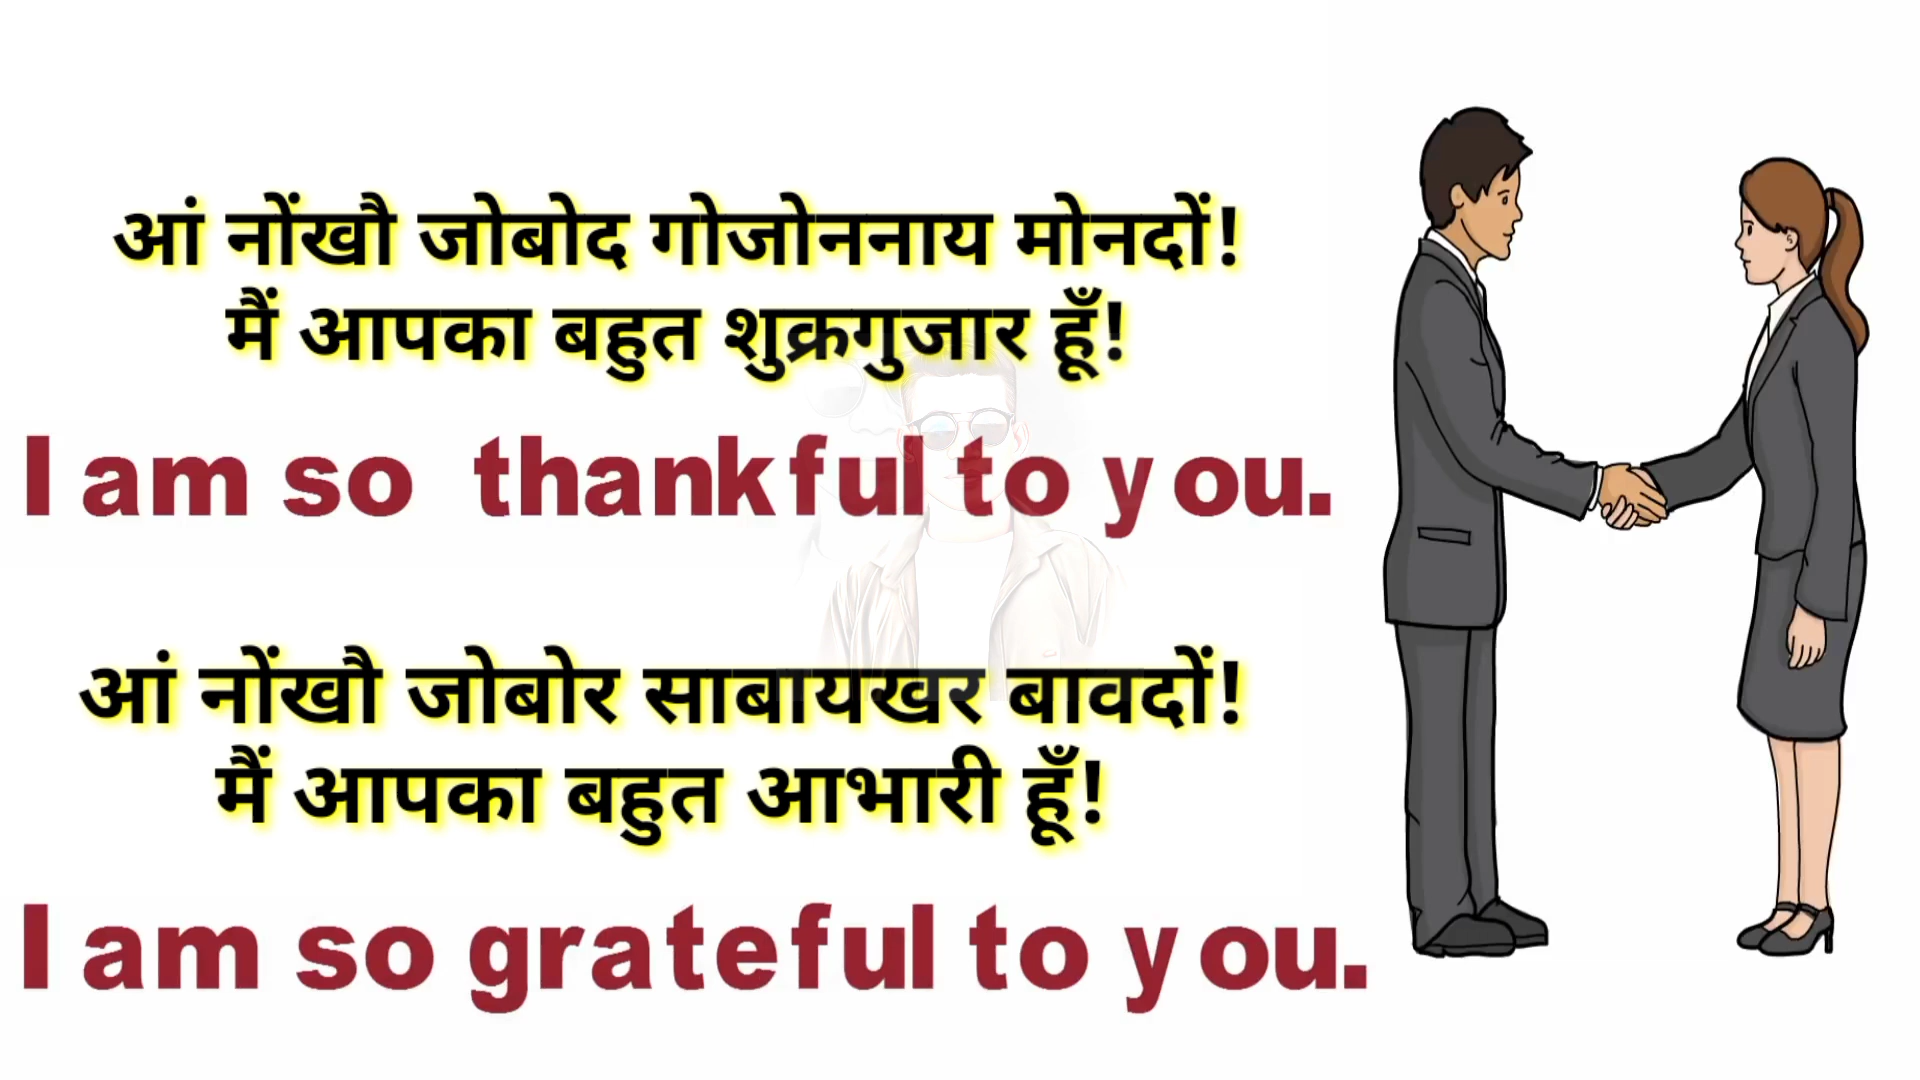 आं नोंखौ जोबोद गोजोननाय मोनदों!
मैं आपका बहुत शुक्रगुजार हूँ!
I am so thankful to you.
आं नोंखौ जोबोर साबायखर बावदों!
मैं आपका बहुत आभारी हूँ!
I am so grateful to you.